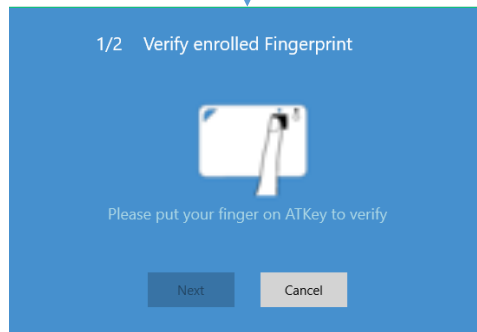 1/2 Verify enrolled Fingerprint
Please put your finger on ATKey to verify
Next
Cancel